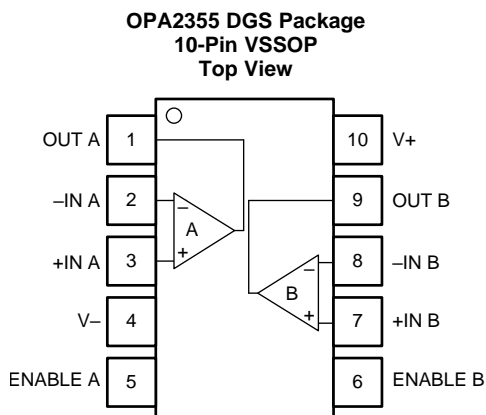 OPA2355 DGS Package
10-Pin VSSOP
Top View
OUT A 1 10 V+
–IN A 2 – A 9 OUT B
+IN A 3 + – 8 –IN B
V– 4 B + 7 +IN B
ENABLE A 5 6 ENABLE B